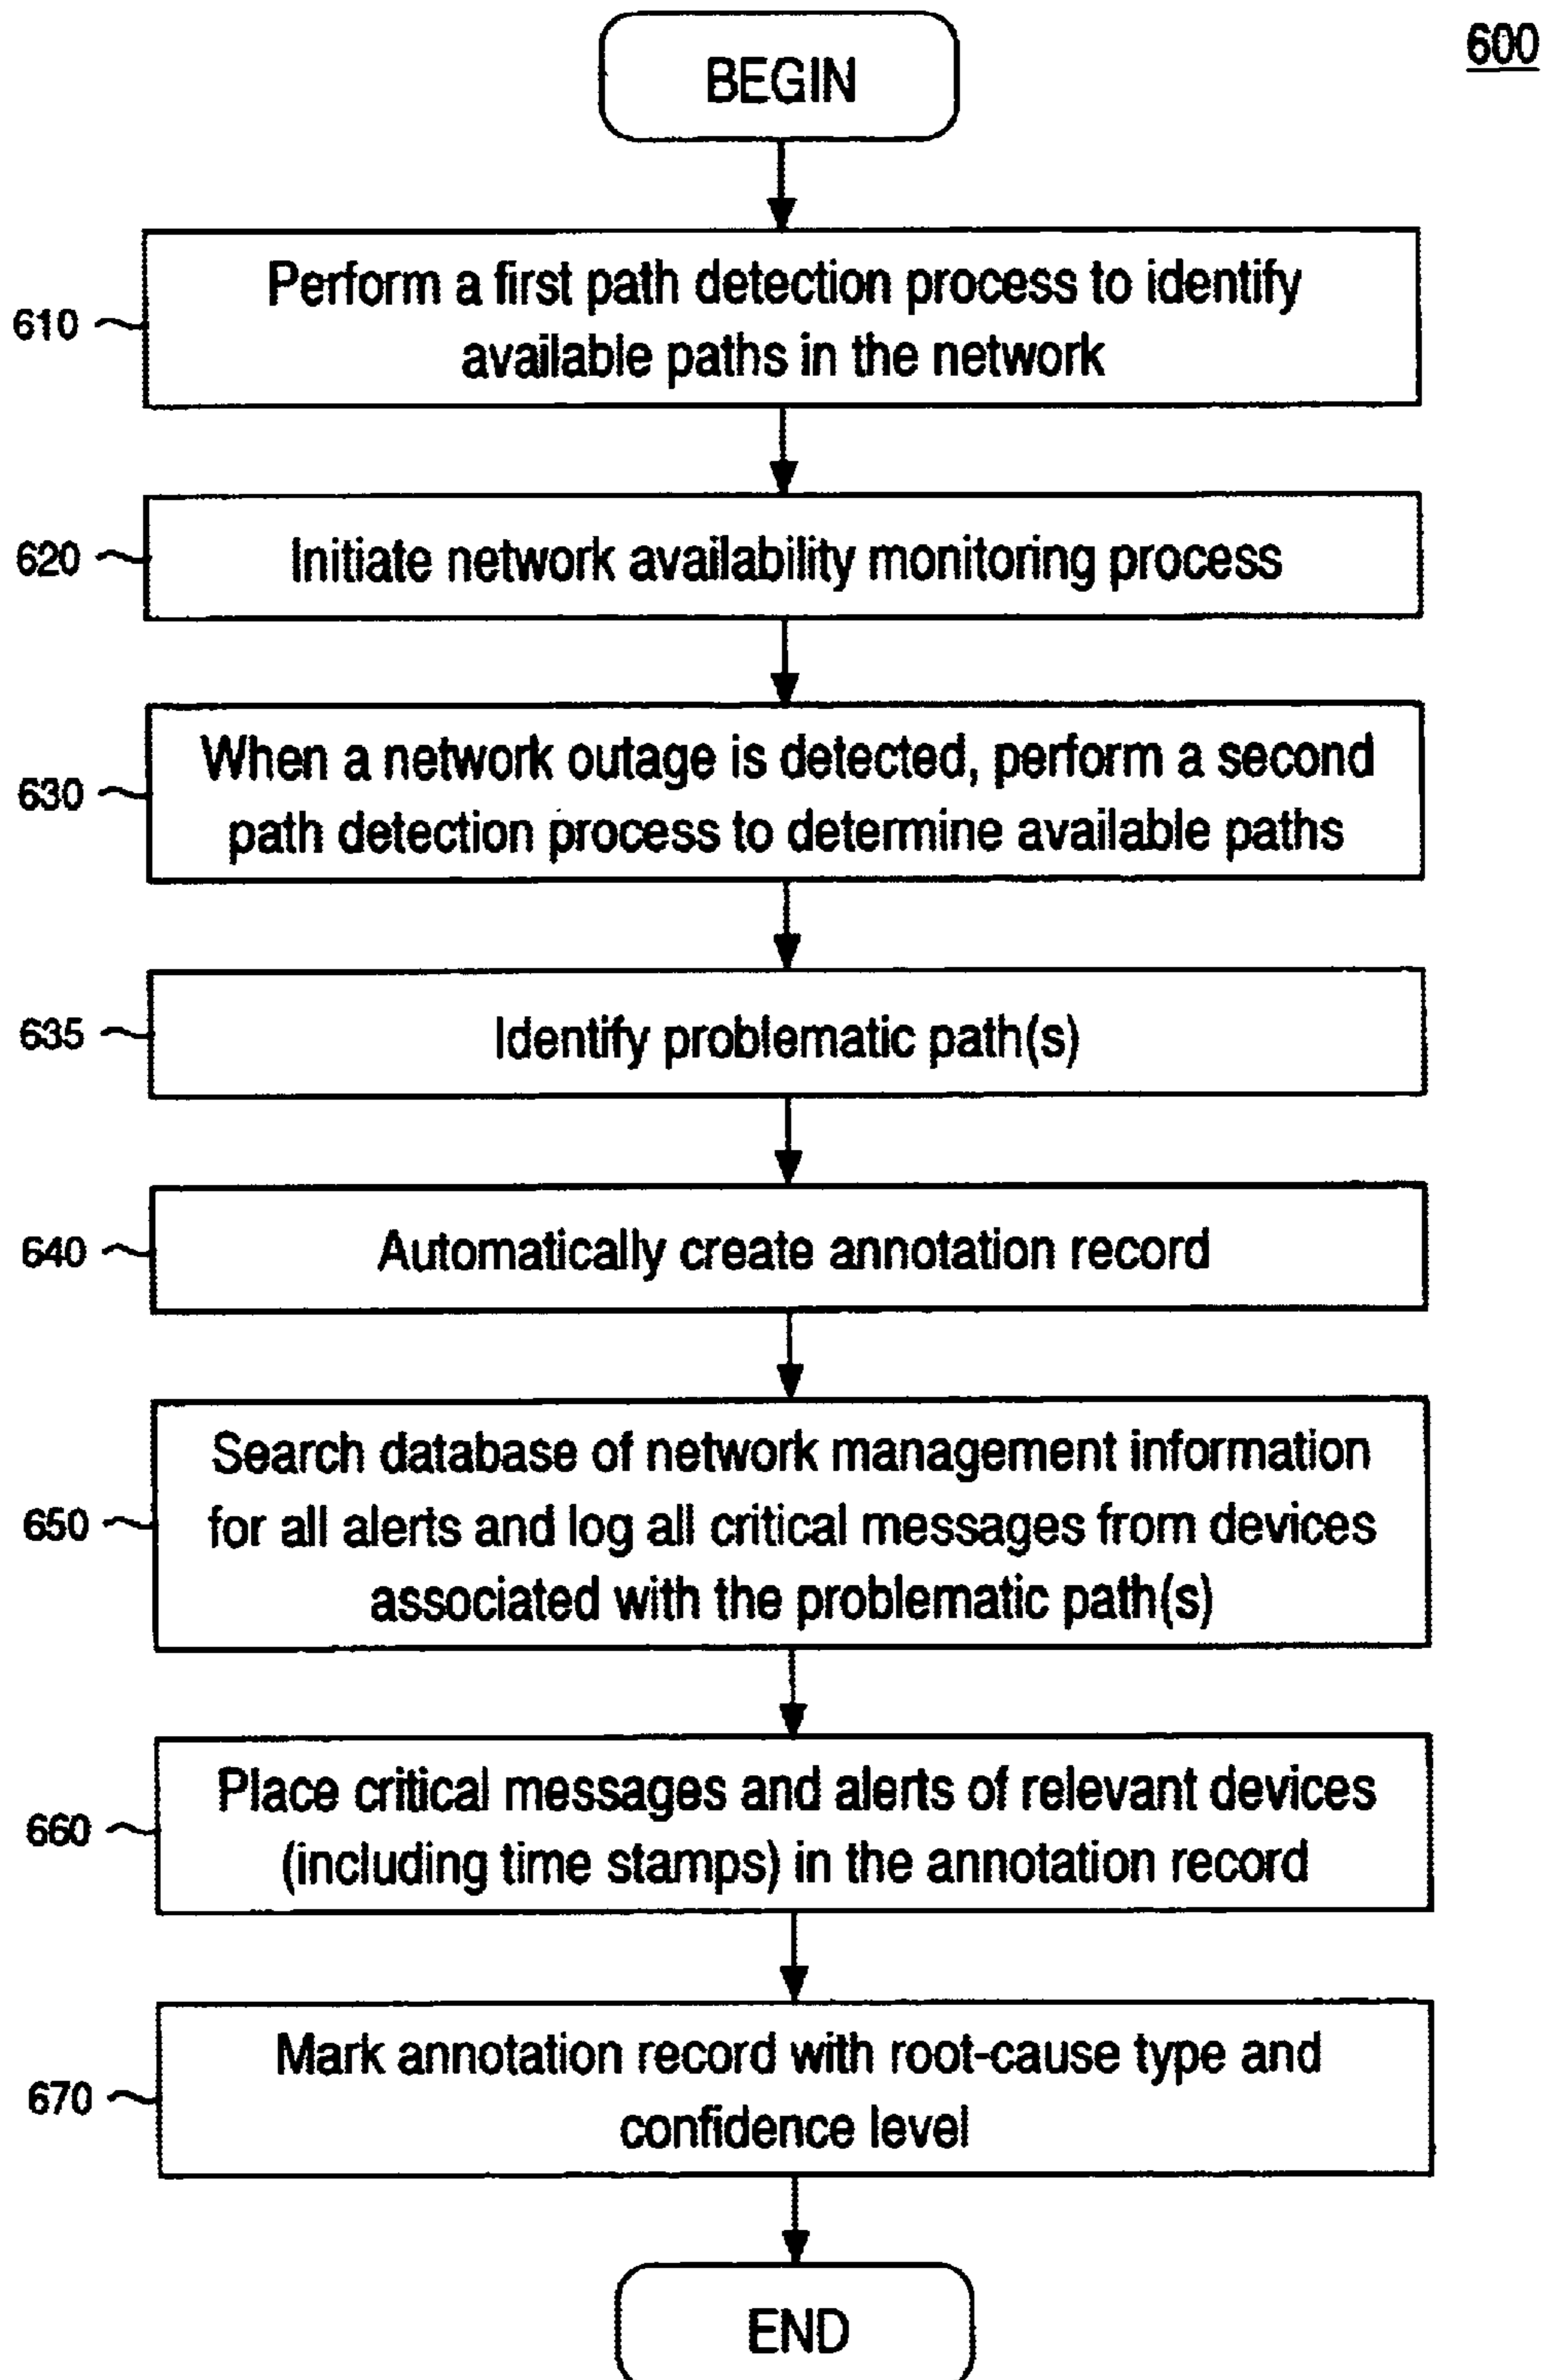 600
BEGIN
610
Perform a first path detection process to identify
available paths in the network
620
Initiate network availability monitoring process
630
When a network outage is detected, perform a second
path detection process to determine available paths
635
Identify problematic path(s)
640
Automatically create annotation record
650
Search database of network management information
for all alerts and log all critical messages from devices
associated with the problematic path(s)
660
Place critical messages and alerts of relevant devices
(including time stamps) in the annotation record
670
Mark annotation record with root-cause type and
confidence level
END